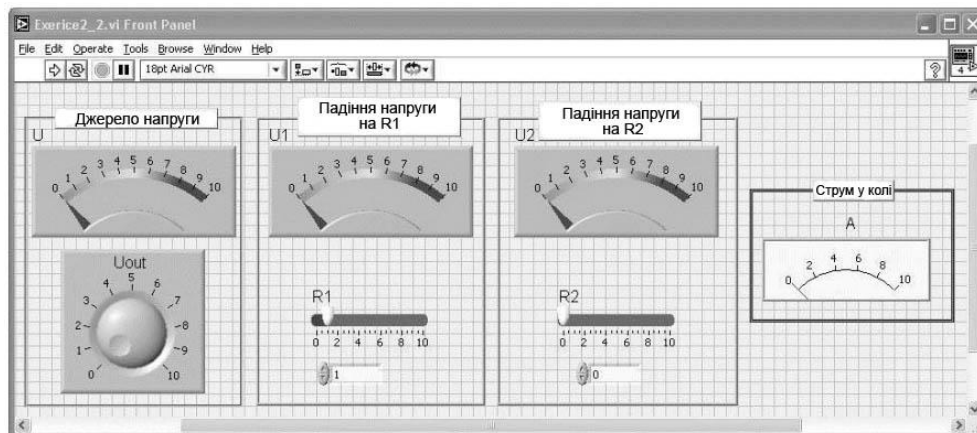 Exerice2_2.vi Front Panel
File Edit Operate Tools Browse Window Help
18pt Arial CYR
4
Джерело напруги
U
0 1 2 3 4 5 6 7 8 9 10
Uout
0 1 2 3 4 5 6 7 8 9 10
Падіння напруги
на R1
U1
0 1 2 3 4 5 6 7 8 9 10
R1
0 2 4 6 8 10
1
Падіння напруги
на R2
U2
0 1 2 3 4 5 6 7 8 9 10
R2
0 2 4 6 8 10
0
Струм у колі
A
0 2 4 6 8 10